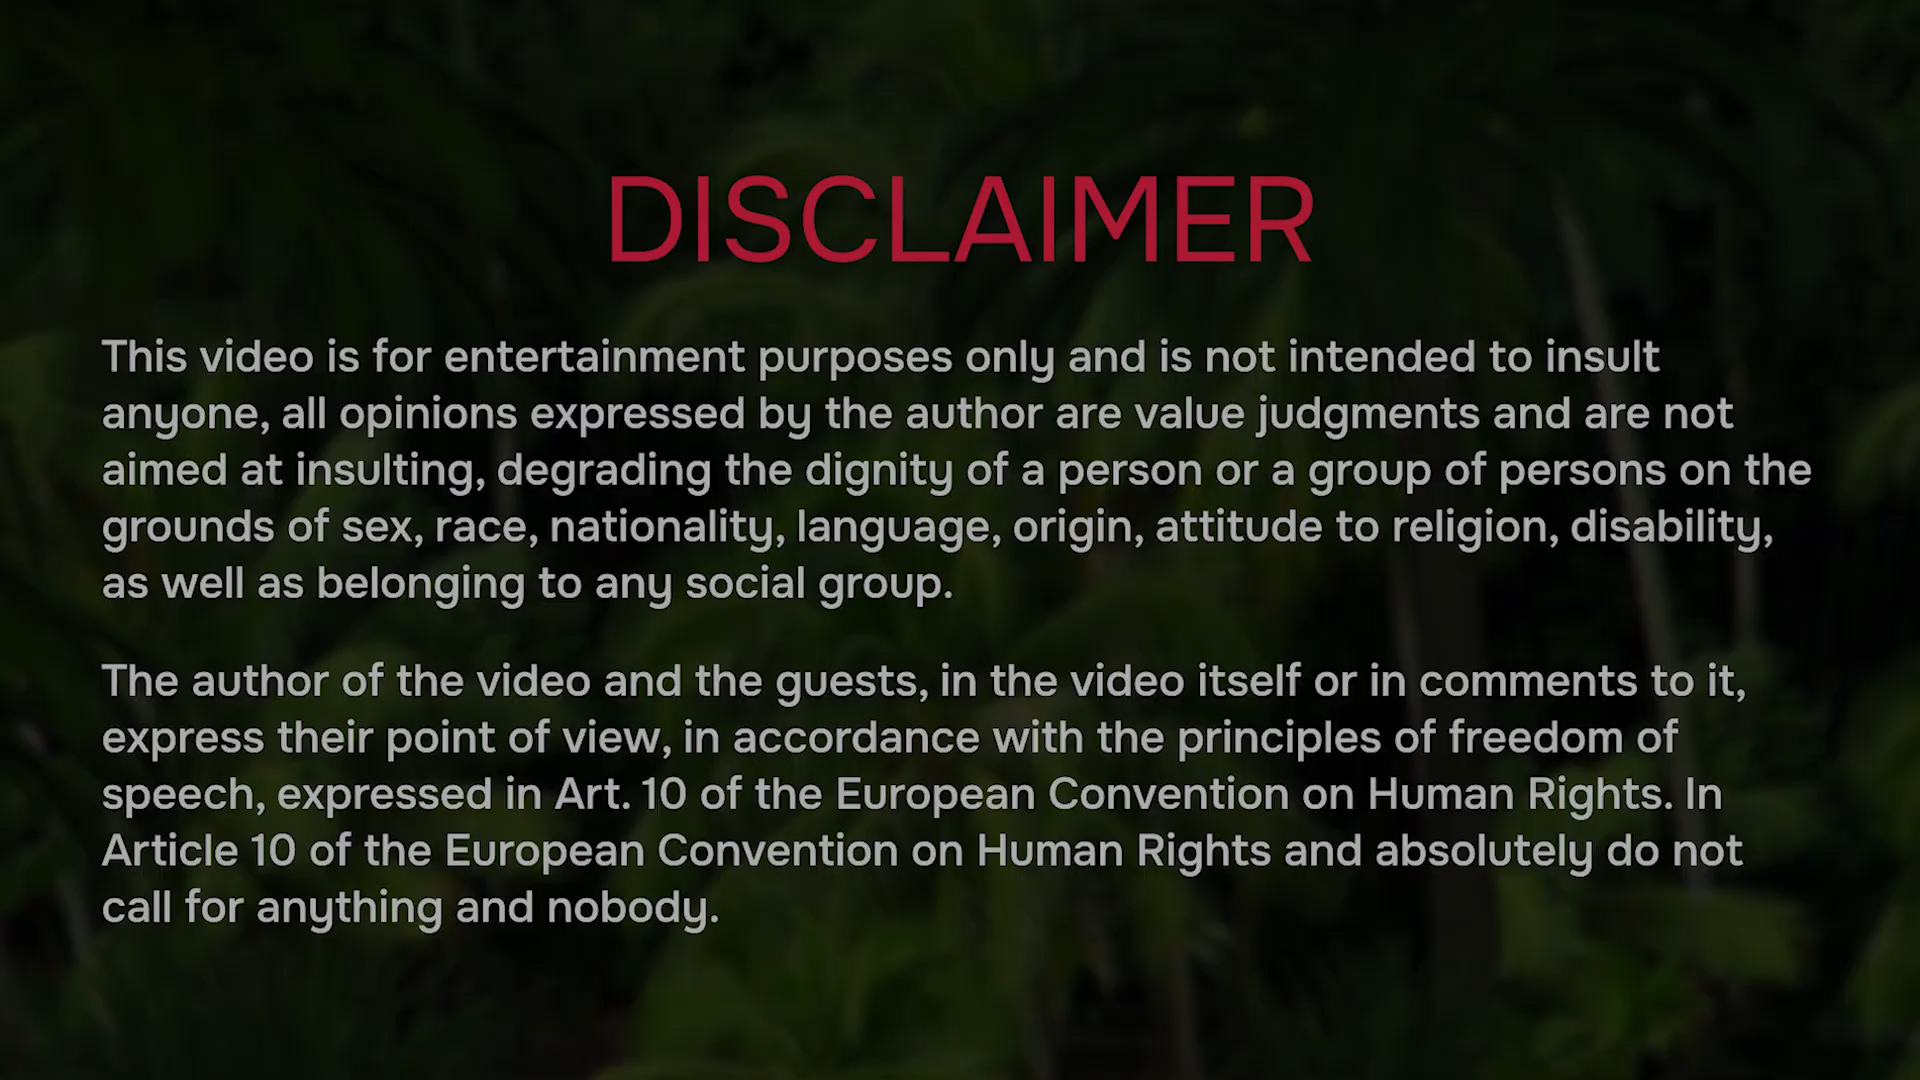 DISCLAIMER
This video is for entertainment purposes only and is not intended to insult
anyone, all opinions expressed by the author are value judgments and are not
aimed at insulting, degrading the dignity of a person or a group of persons on the
grounds of sex, race, nationality, language, origin, attitude to religion, disability,
as well as belonging to any social group.
The author of the video and the guests, in the video itself or in comments to it,
express their point of view, in accordance with the principles of freedom of
speech, expressed in Art. 10 of the European Convention on Human Rights. In
Article 10 of the European Convention on Human Rights and absolutely do not
call for anything and nobody.